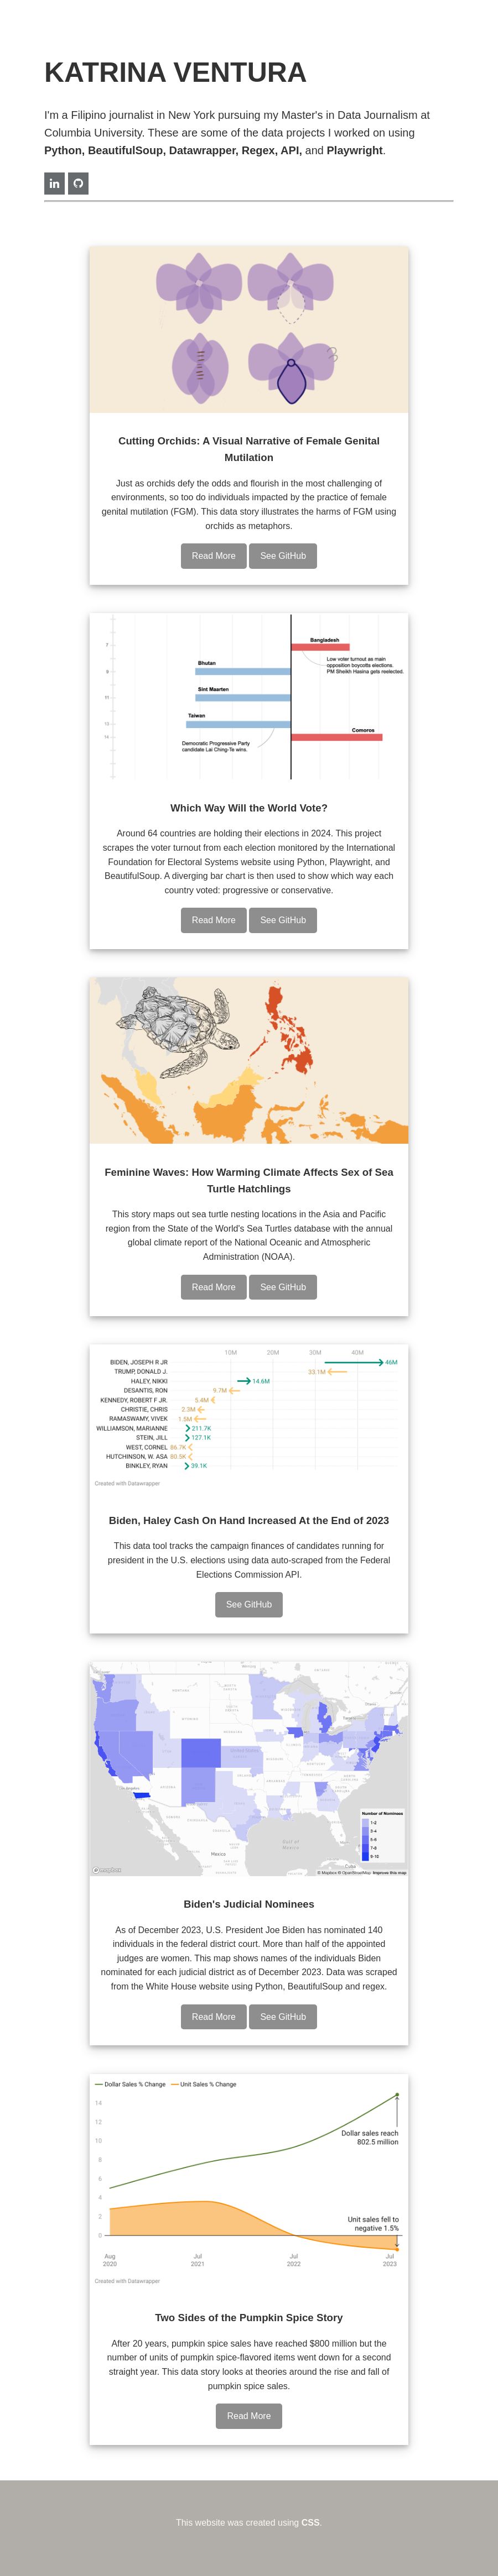 KATRINA VENTURA
I'm a Filipino journalist in New York pursuing my Master's in Data Journalism at
Columbia University. These are some of the data projects I worked on using
Python, BeautifulSoup, Datawrapper, Regex, API, and Playwright.
in
Cutting Orchids: A Visual Narrative of Female Genital
Mutilation
Just as orchids defy the odds and flourish in the most challenging of
environments, so too do individuals impacted by the practice of female
genital mutilation (FGM). This data story illustrates the harms of FGM using
orchids as metaphors.
Read More See GitHub
Bangladesh
Low voter turnout as main
opposition boycotts elections.
PM Sheikh Hasina gets reelected.
Bhutan
Sint Maarten
Taiwan
Comoros
Democratic Progressive Party
candidate Lai Ching-Te wins.
Which Way Will the World Vote?
Around 64 countries are holding their elections in 2024. This project
scrapes the voter turnout from each election monitored by the International
Foundation for Electoral Systems website using Python, Playwright, and
BeautifulSoup. A diverging bar chart is then used to show which way each
country voted: progressive or conservative.
Read More See GitHub
Feminine Waves: How Warming Climate Affects Sex of Sea
Turtle Hatchlings
This story maps out sea turtle nesting locations in the Asia and Pacific
region from the State of the World's Sea Turtles database with the annual
global climate report of the National Oceanic and Atmospheric
Administration (NOAA).
Read More See GitHub
10M 20M 30M 40M
BIDEN, JOSEPH R JR 46M
TRUMP, DONALD J. 33.1M
HALEY, NIKKI 14.6M
DESANTIS, RON 9.7M
KENNEDY, ROBERT F JR. 5.4M
CHRISTIE, CHRIS 2.3M
RAMASWAMY, VIVEK 1.5M
WILLIAMSON, MARIANNE 211.7K
STEIN, JILL 127.1K
WEST, CORNEL 86.7K
HUTCHINSON, W. ASA 80.5K
BINKLEY, RYAN 39.1K
Created with Datawrapper
Biden, Haley Cash On Hand Increased At the End of 2023
This data tool tracks the campaign finances of candidates running for
president in the U.S. elections using data auto-scraped from the Federal
Elections Commission API.
See GitHub
Number of Nominees
1-2
3-4
5-6
7-8
9-10
Gulf of
Mexico
Mexico
Cuba
mapbox
© Mapbox © OpenStreetMap Improve this map
Biden's Judicial Nominees
As of December 2023, U.S. President Joe Biden has nominated 140
individuals in the federal district court. More than half of the appointed
judges are women. This map shows names of the individuals Biden
nominated for each judicial district as of December 2023. Data was scraped
from the White House website using Python, BeautifulSoup and regex.
Read More See GitHub
Dollar Sales % Change Unit Sales % Change
14
12
10
8
6
4
2
0
Dollar sales reach
802.5 million
Unit sales fell to
negative 1.5%
Aug Jul Jul Jul
2020 2021 2022 2023
Created with Datawrapper
Two Sides of the Pumpkin Spice Story
After 20 years, pumpkin spice sales have reached $800 million but the
number of units of pumpkin spice-flavored items went down for a second
straight year. This data story looks at theories around the rise and fall of
pumpkin spice sales.
Read More
This website was created using CSS.